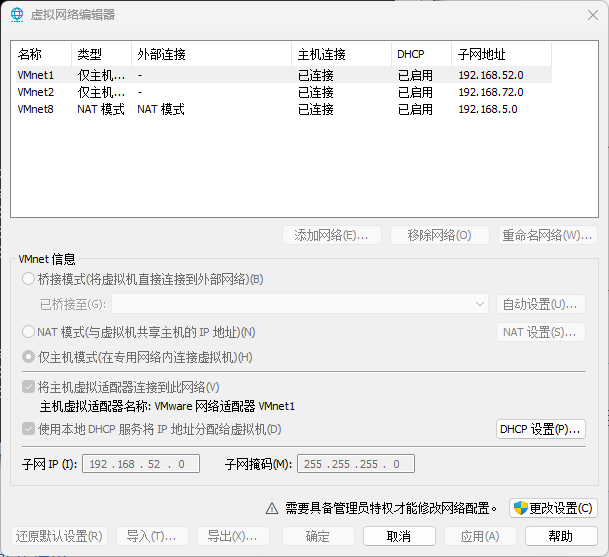 虚拟网络编辑器
名称 类型 外部连接 主机连接 DHCP 子网地址
VMnet1 仅主机... - 已连接 已启用 192.168.52.0
VMnet2 仅主机... - 已连接 已启用 192.168.72.0
VMnet8 NAT 模式 NAT 模式 已连接 已启用 192.168.5.0
添加网络(E)... 移除网络(O) 重命名网络(W)...
VMnet 信息
桥接模式(将虚拟机直接连接到外部网络)(B)
已桥接至(G): 自动设置(U)...
NAT 模式(与虚拟机共享主机的 IP 地址)(N) NAT 设置(S)...
仅主机模式(在专用网络内连接虚拟机)(H)
将主机虚拟适配器连接到此网络(V)
主机虚拟适配器名称: VMware 网络适配器 VMnet1
使用本地 DHCP 服务将 IP 地址分配给虚拟机(D) DHCP 设置(P)...
子网 IP (I): 192 . 168 . 52 . 0 子网掩码(M): 255 . 255 . 255 . 0
需要具备管理员特权才能修改网络配置。 更改设置(C)
还原默认设置(R) 导入(T)... 导出(X)... 确定 取消 应用(A) 帮助